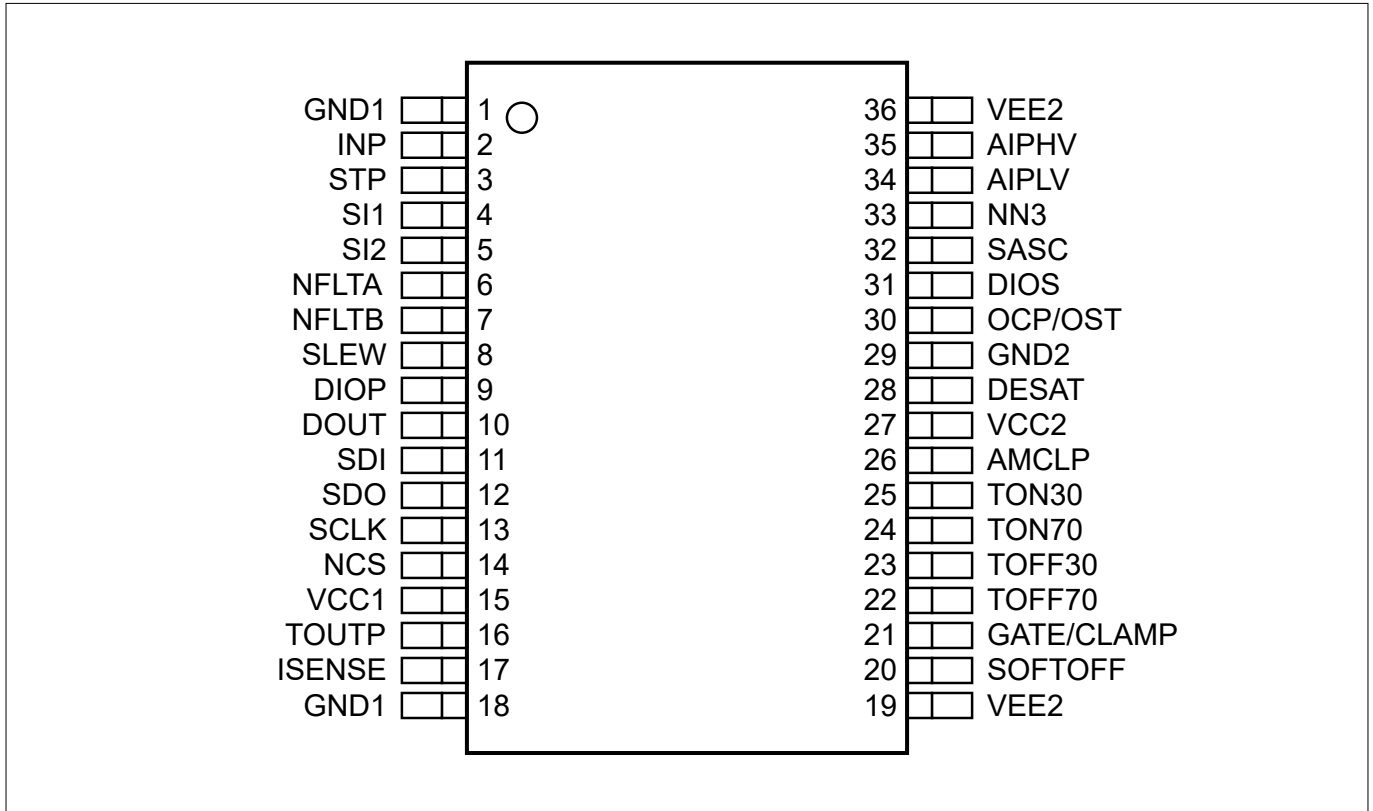 GND1 1 36 VEE2
INP 2 35 AIPHV
STP 3 34 AIPLV
SI1 4 33 NN3
SI2 5 32 SASC
NFLTA 6 31 DIOS
NFLTB 7 30 OCP/OST
SLEW 8 29 GND2
DIOP 9 28 DESAT
DOUT 10 27 VCC2
SDI 11 26 AMCLP
SDO 12 25 TON30
SCLK 13 24 TON70
NCS 14 23 TOFF30
VCC1 15 22 TOFF70
TOUTP 16 21 GATE/CLAMP
ISENSE 17 20 SOFTOFF
GND1 18 19 VEE2